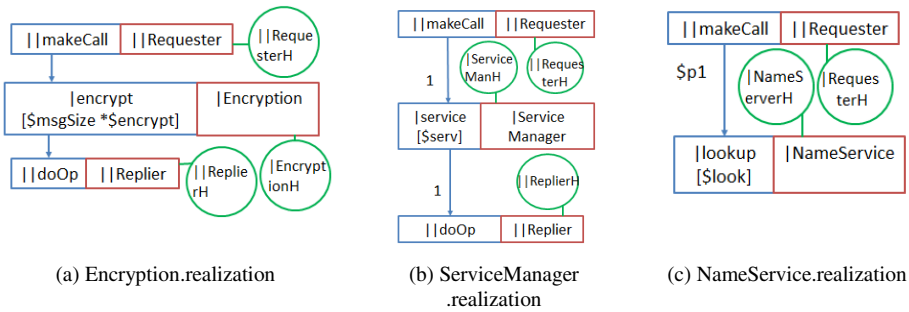 ||makeCall ||Requester
||Reque
sterH
|encrypt
[$msgSize *$encrypt]
|Encryption
||doOp ||Replier
||Replie
rH
|Encrypt
ionH
(a) Encryption.realization
||makeCall ||Requester
1
|Service
ManH
||Reques
terH
|service
[$serv]
|Service
Manager
1
||ReplierH
||doOp ||Replier
(b) ServiceManager
.realization
||makeCall ||Requester
$p1
|NameS
erverH
||Reques
terH
|lookup
[$look]
|NameService
(c) NameService.realization